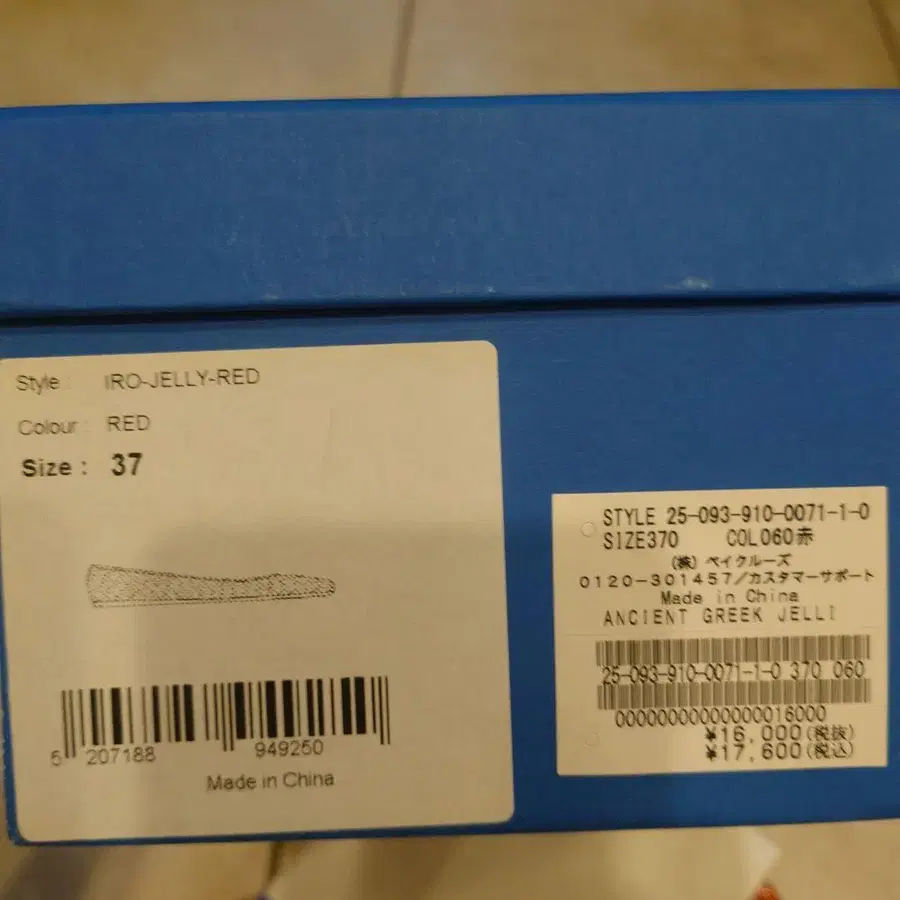 Style : IRO-JELLY-RED
Colour : RED
Size : 37
5 207188 949250
Made in China
STYLE 25-093-910-0071-1-0
SIZE370 COL060赤
(株) ベイクルーズ
0120-301457/カスタマーサポート
Made in China
ANCIENT GREEK JELLI
25-093-910-0071-1-0 370 060
00000000000000016000
¥16,000(税抜)
¥17,600(税込)